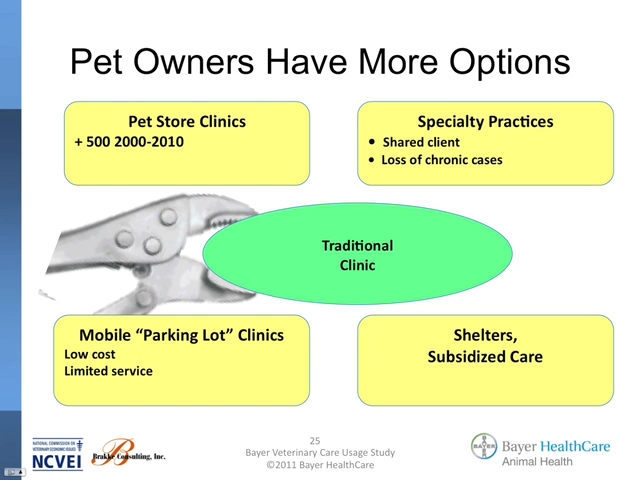 Pet Owners Have More Options
Pet Store Clinics
+ 500 2000-2010
Specialty Practices
• Shared client
• Loss of chronic cases
Traditional
Clinic
Mobile “Parking Lot” Clinics
Low cost
Limited service
Shelters,
Subsidized Care
NATIONAL COMMISSION ON
VETERINARY ECONOMIC ISSUES
NCVEI
Brakke Consulting, Inc.
25
Bayer Veterinary Care Usage Study
©2011 Bayer HealthCare
BAYER
Bayer HealthCare
Animal Health